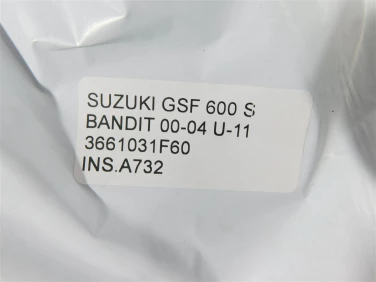 SUZUKI GSF 600 S
BANDIT 00-04 U-11
3661031F60
INS.A732